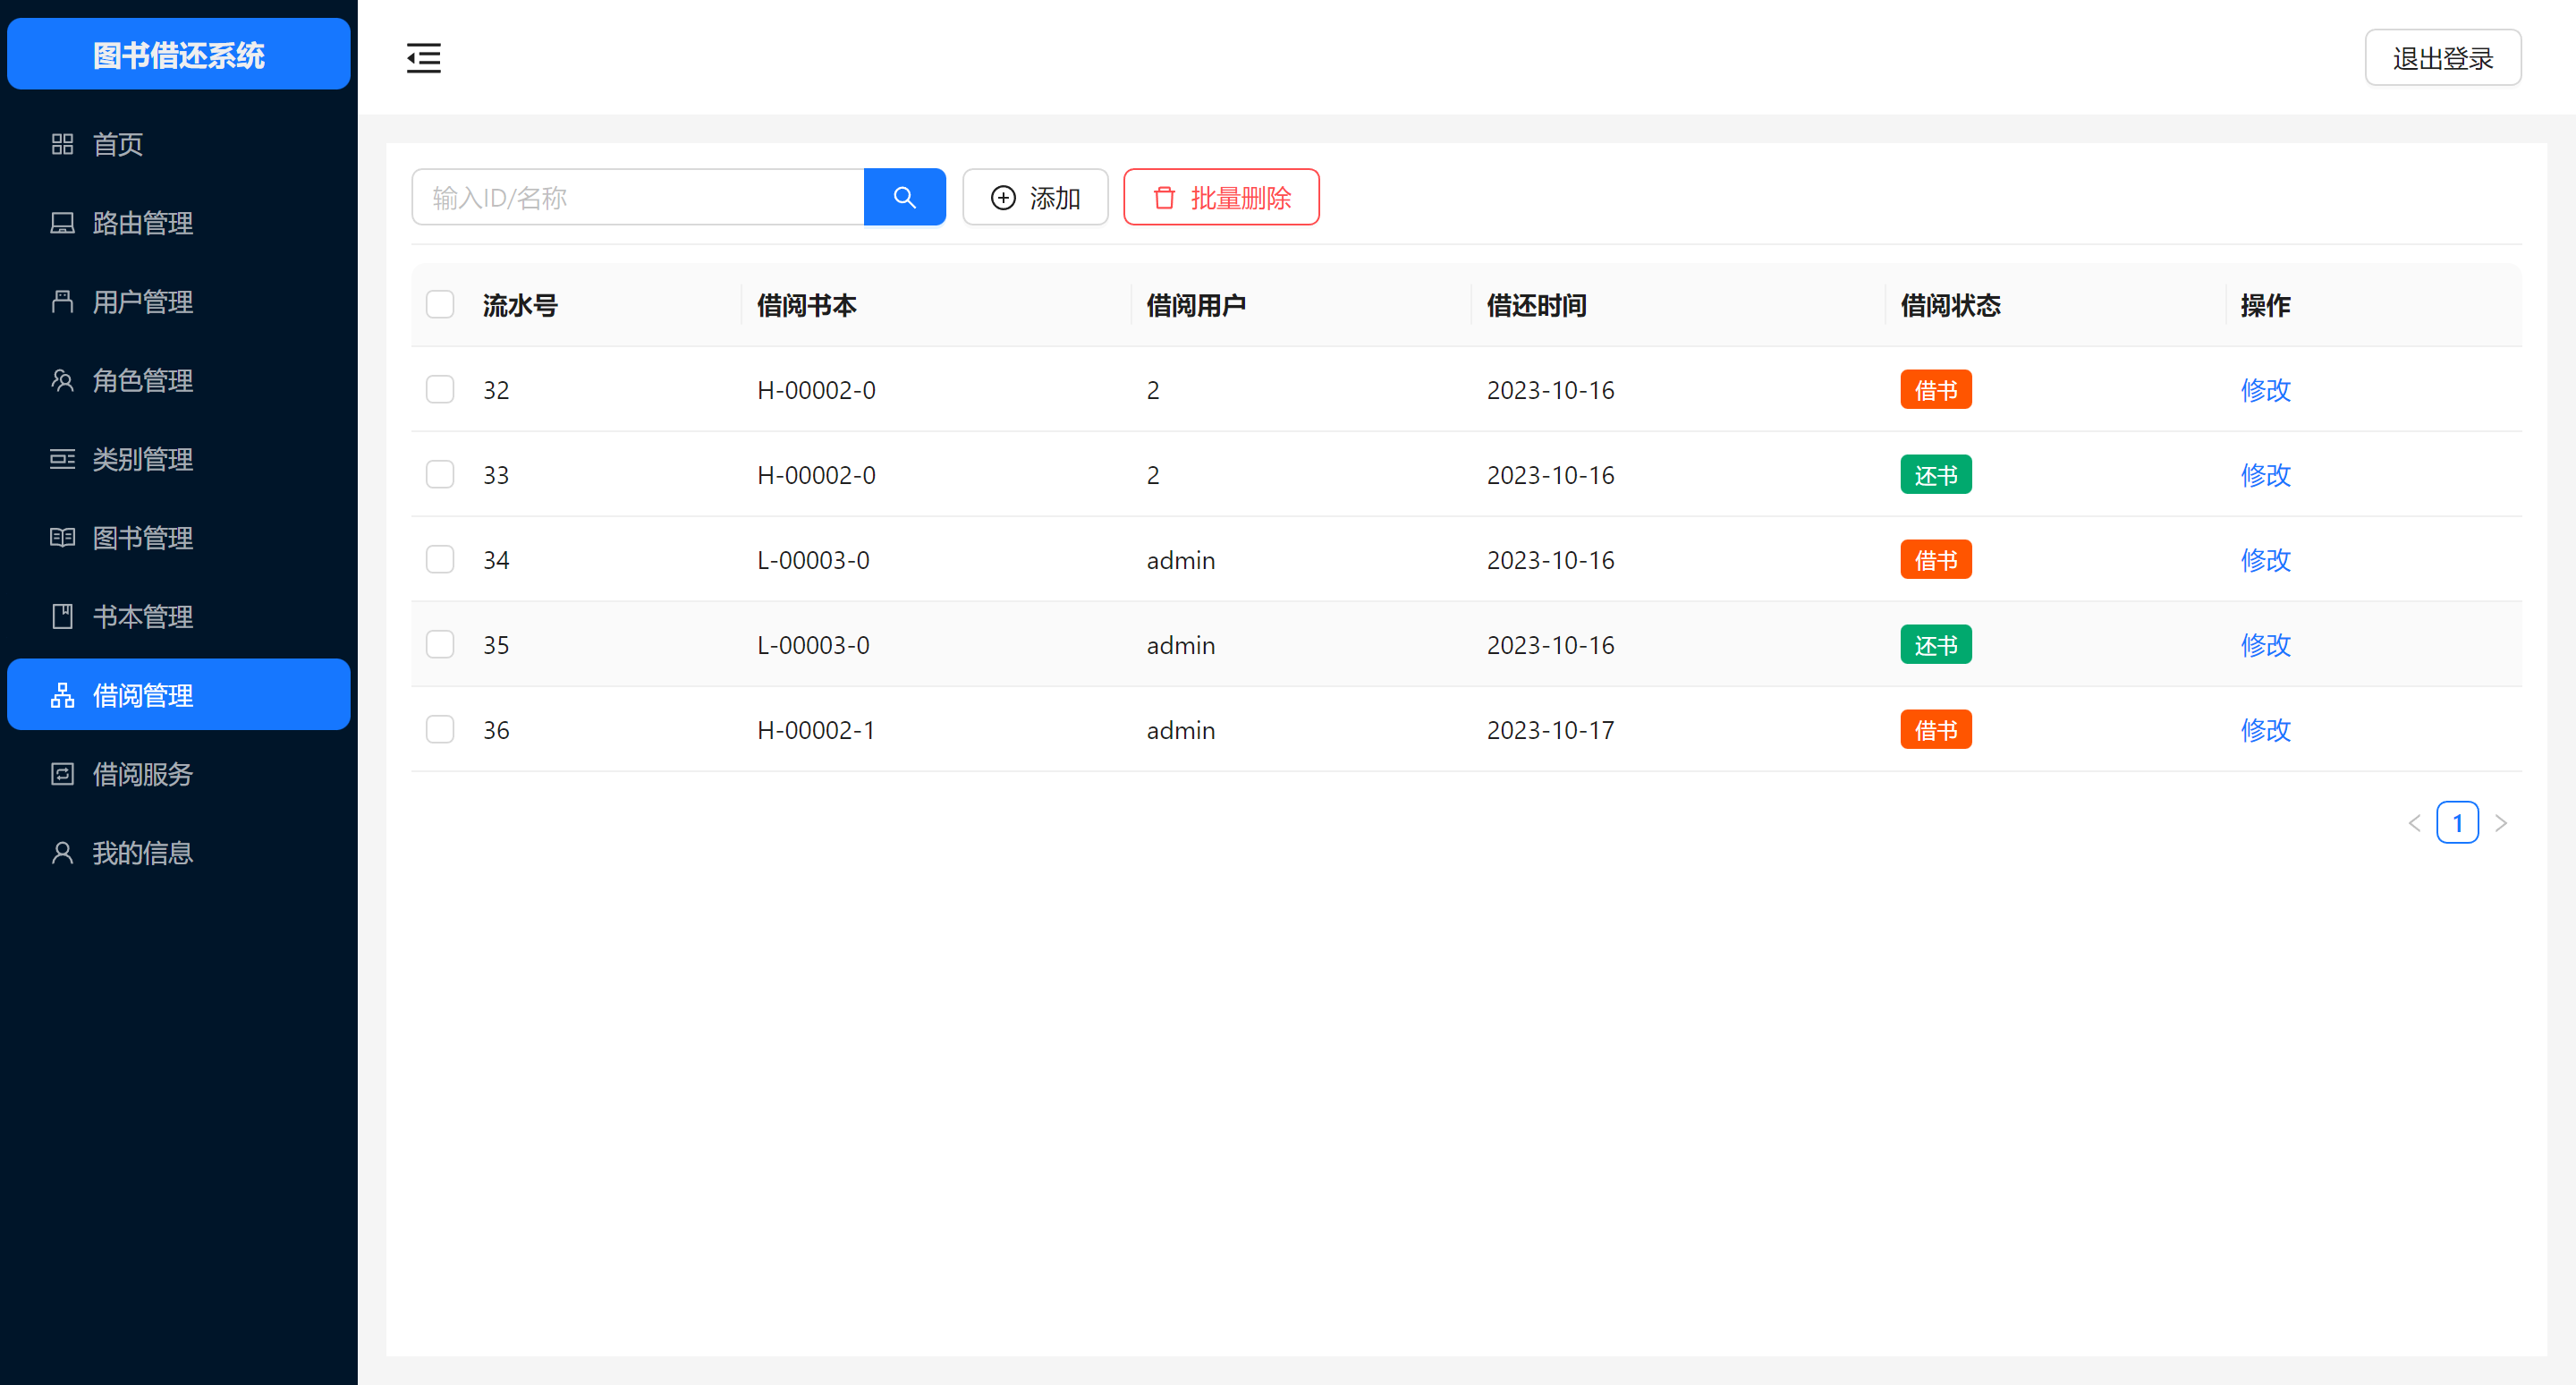 图书借还系统
首页
路由管理
用户管理
角色管理
类别管理
图书管理
书本管理
借阅管理
借阅服务
我的信息
退出登录
输入ID/名称
添加
批量删除
流水号 借阅书本 借阅用户 借还时间 借阅状态 操作
32 H-00002-0 2 2023-10-16 借书 修改
33 H-00002-0 2 2023-10-16 还书 修改
34 L-00003-0 admin 2023-10-16 借书 修改
35 L-00003-0 admin 2023-10-16 还书 修改
36 H-00002-1 admin 2023-10-17 借书 修改
1